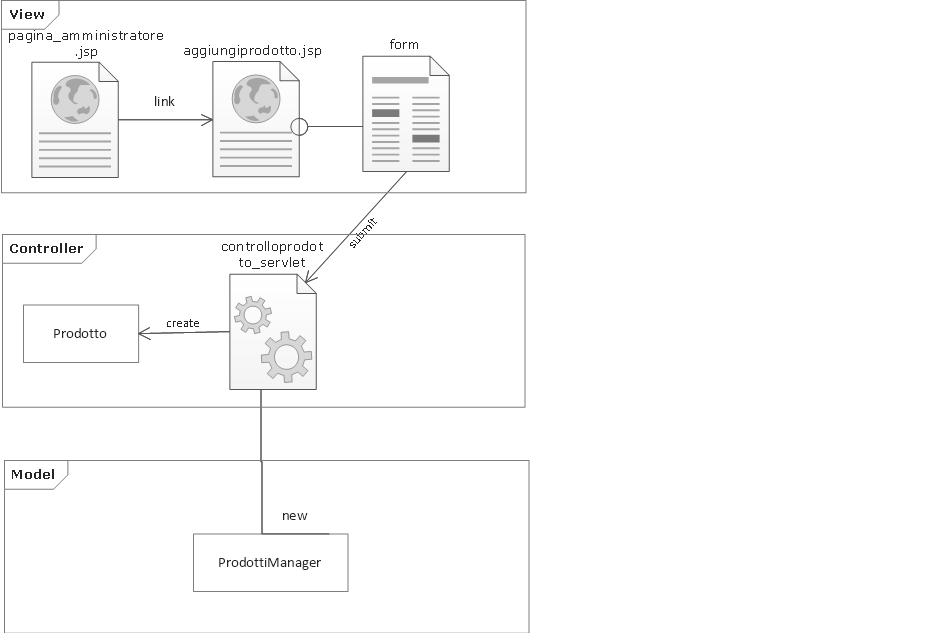 View
pagina_amministratore
.jsp
aggiungiprodotto.jsp
form
link
submit
Controller
controlloprodot
to_servlet
create
Prodotto
Model
new
ProdottiManager